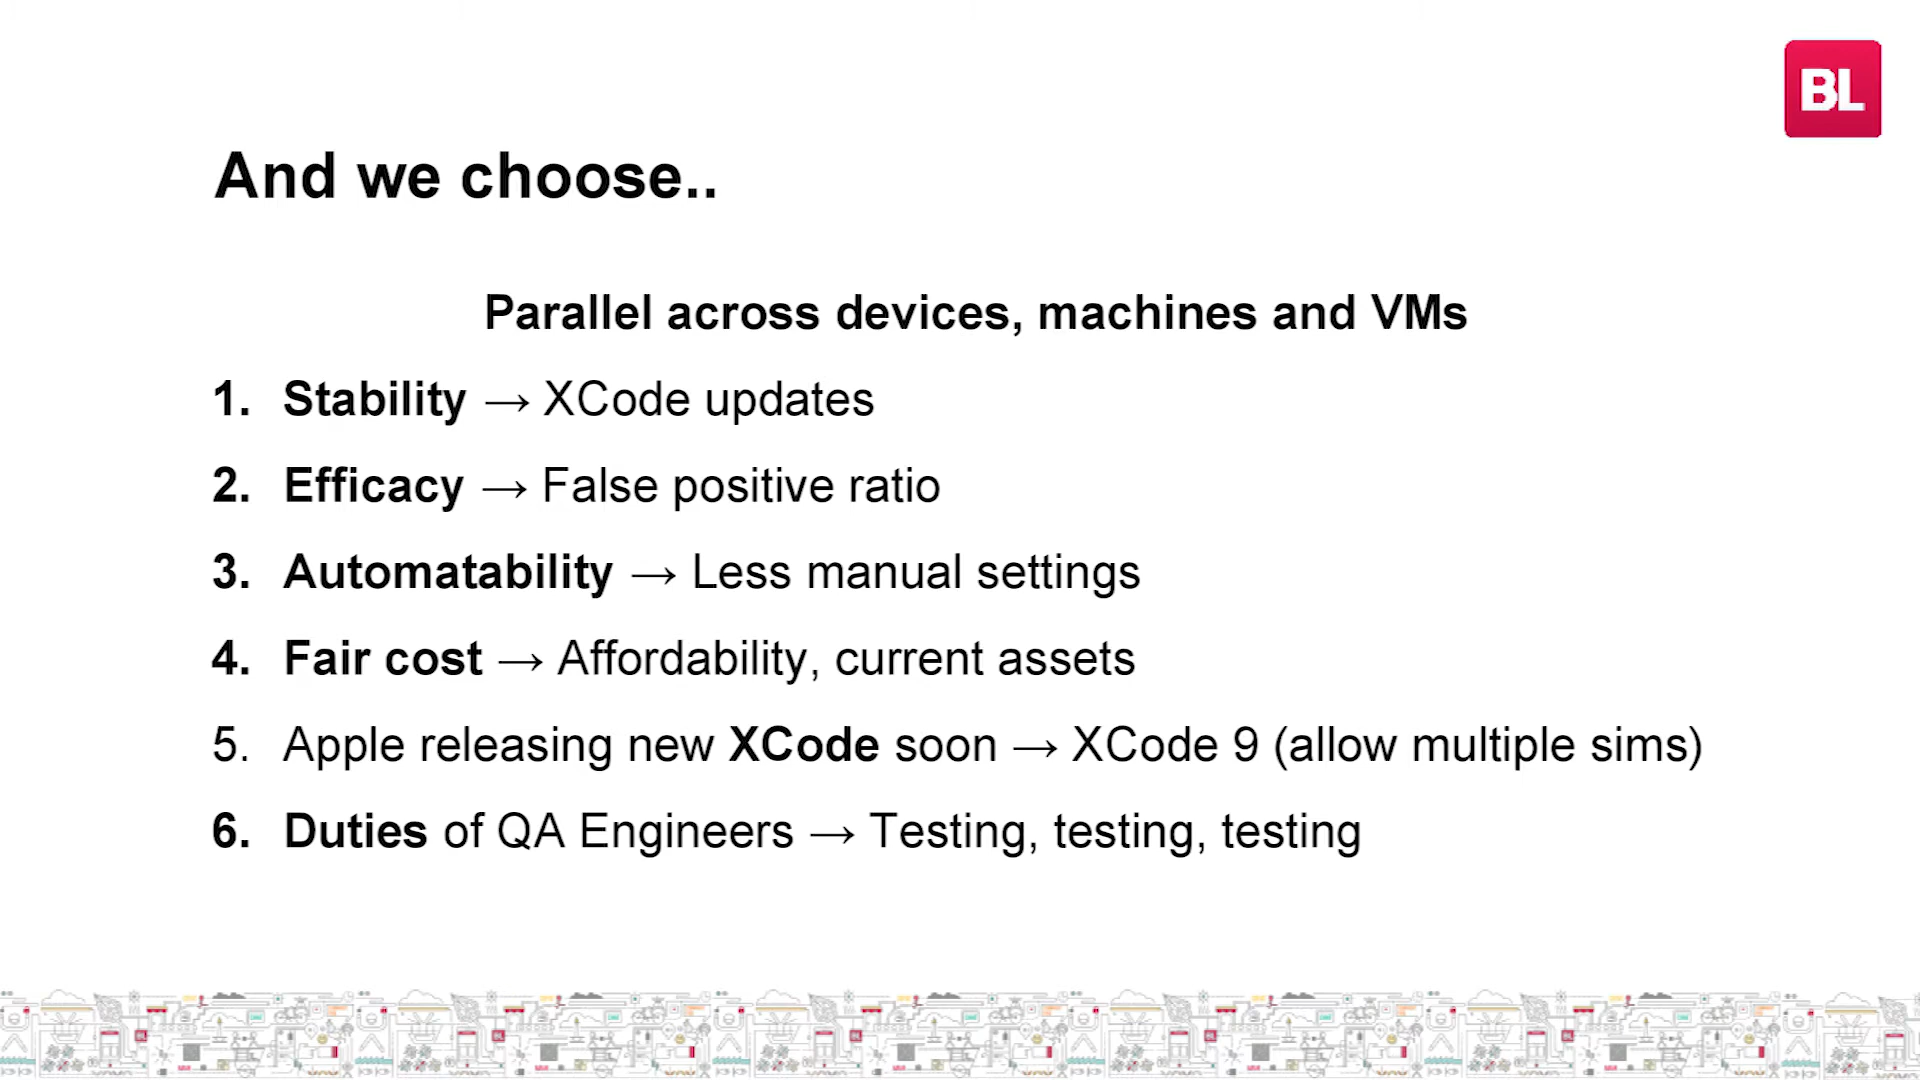 BL
And we choose..
Parallel across devices, machines and VMs
1. Stability → XCode updates
2. Efficacy → False positive ratio
3. Automatability → Less manual settings
4. Fair cost → Affordability, current assets
5. Apple releasing new XCode soon → XCode 9 (allow multiple sims)
6. Duties of QA Engineers → Testing, testing, testing